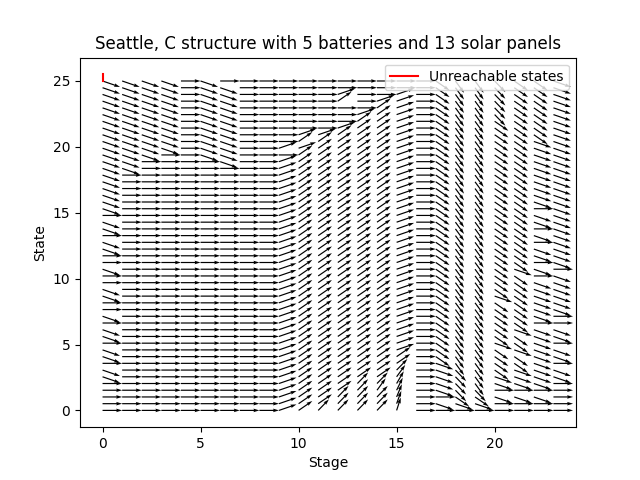 Seattle, C structure with 5 batteries and 13 solar panels
Unreachable states
25
20
15
10
5
0
State
0 5 10 15 20
Stage